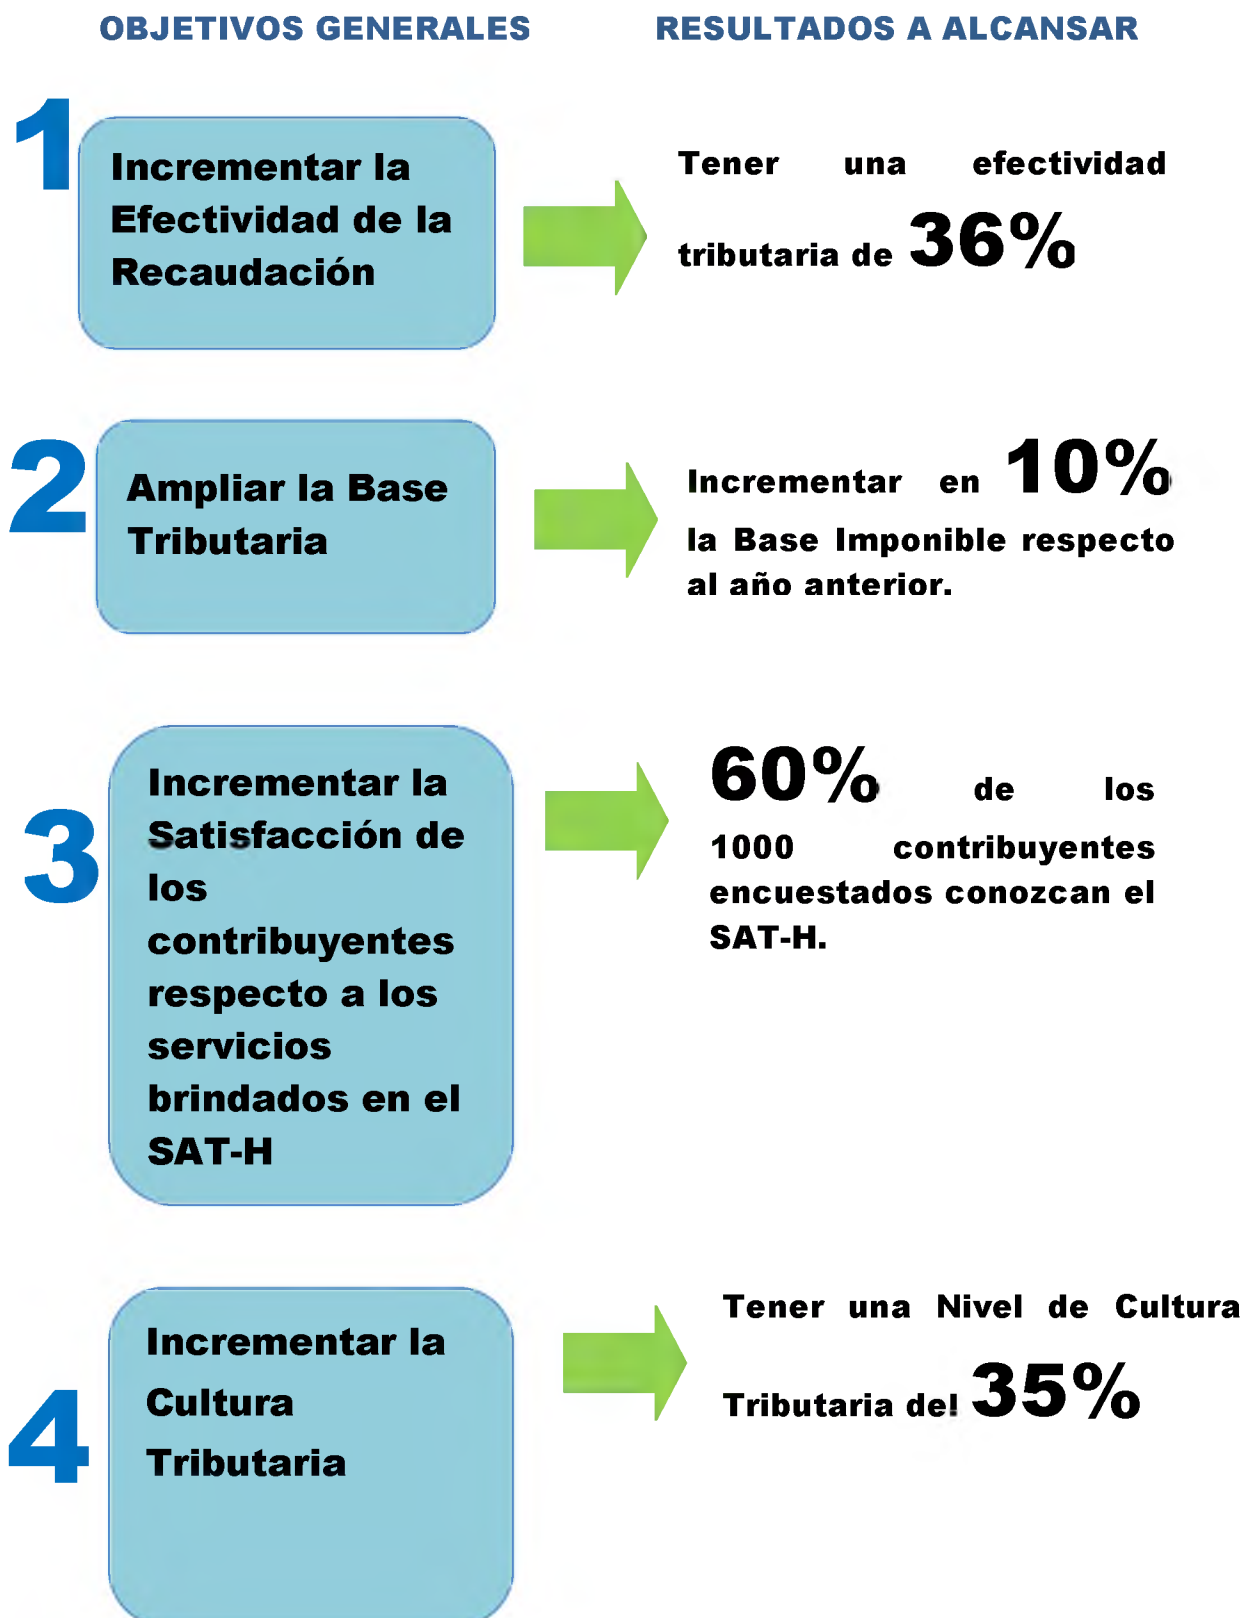 OBJETIVOS GENERALES
RESULTADOS A ALCANSAR
1
Incrementar la
Efectividad de la
Recaudación
Tener una efectividad
tributaria de 36%
2
Ampliar la Base
Tributaria
Incrementar en 10%
la Base Imponible respecto
al año anterior.
3
Incrementar la
Satisfacción de
los
contribuyentes
respecto a los
servicios
brindados en el
SAT-H
60% de los
1000 contribuyentes
encuestados conozcan el
SAT-H.
4
Incrementar la
Cultura
Tributaria
Tener una Nivel de Cultura
Tributaria del 35%